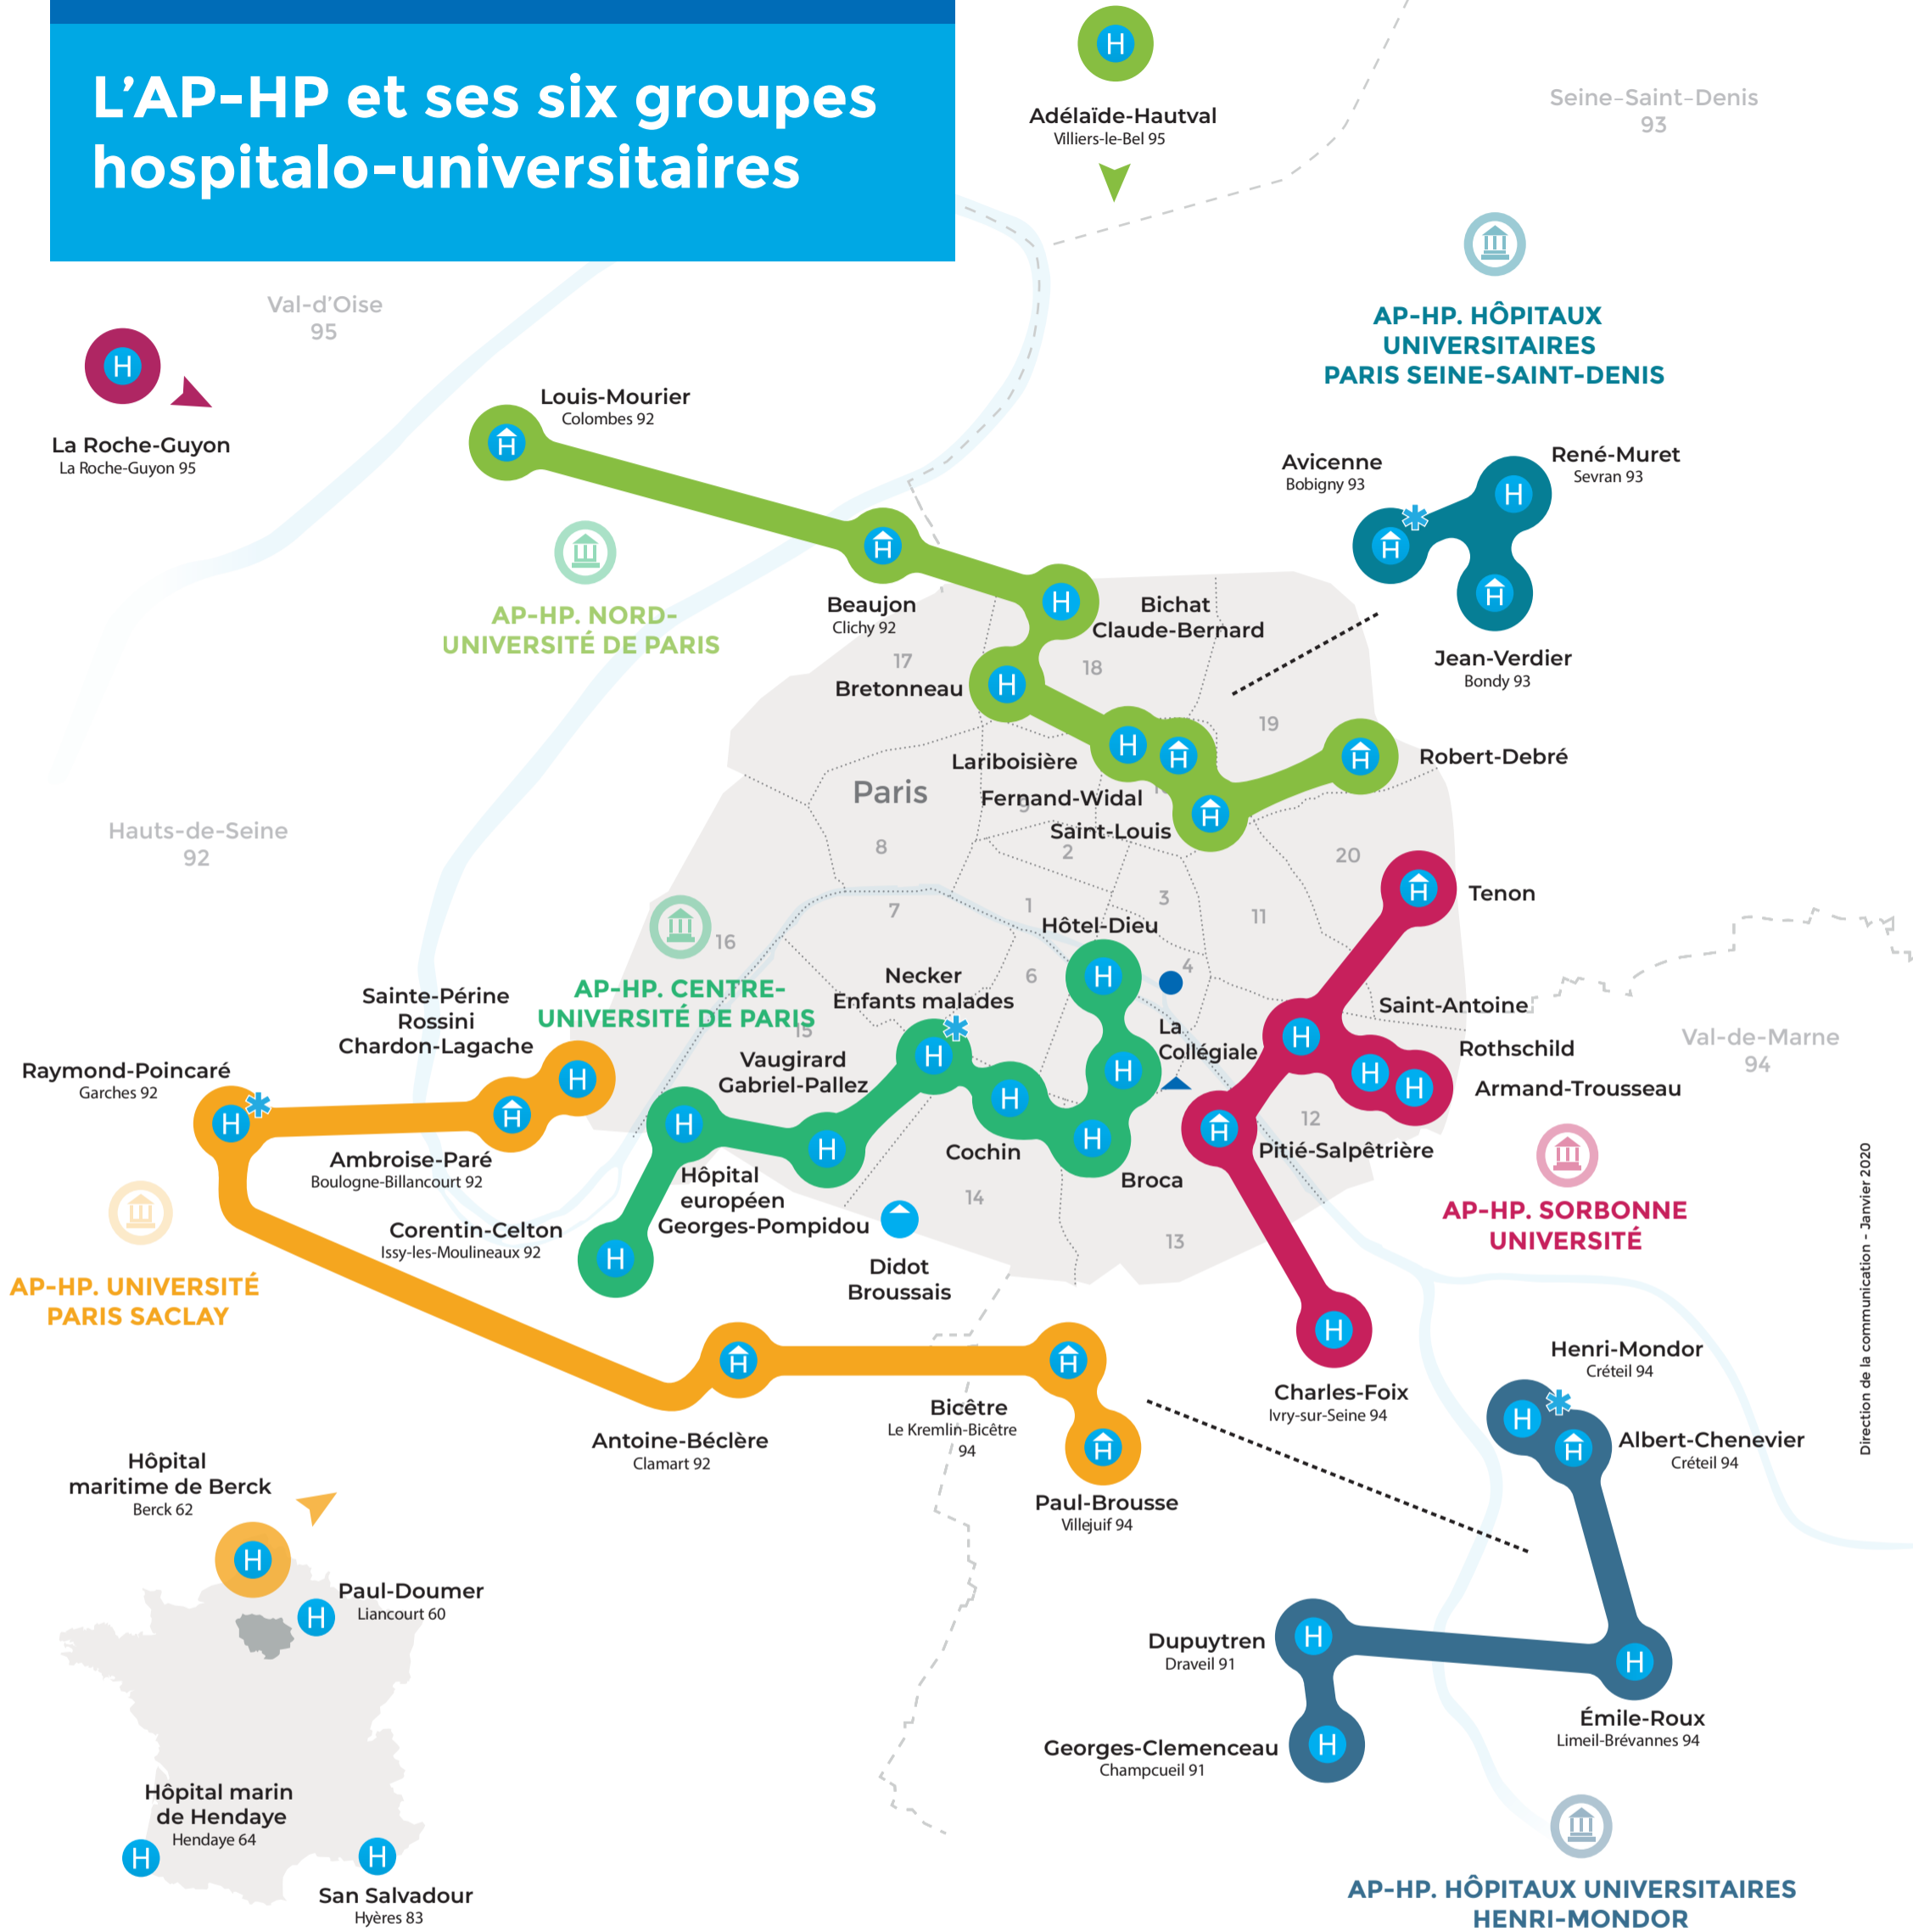 L'AP-HP et ses six groupes
hospitalo-universitaires
H
Adélaïde-Hautval
Villiers-le-Bel 95
Seine-Saint-Denis
93
Val-d'Oise
95
H
La Roche-Guyon
La Roche-Guyon 95
AP-HP. HÔPITAUX
UNIVERSITAIRES
PARIS SEINE-SAINT-DENIS
Louis-Mourier
Colombes 92
H
Avicenne
Bobigny 93
H
René-Muret
Sevran 93
H
Jean-Verdier
Bondy 93
H
AP-HP. NORD-
UNIVERSITÉ DE PARIS
Beaujon
Clichy 92
H
Bichat
Claude-Bernard
H
17
18
19
Bretonneau
H
Lariboisière
H
Fernand-Widal
H
Saint-Louis
H
Robert-Debré
H
Paris
9
8
2
20
Hauts-de-Seine
92
7
1
3
11
16
6
4
15
Tenon
H
Hôtel-Dieu
H
AP-HP. CENTRE-
UNIVERSITÉ DE PARIS
Necker
Enfants malades
H
Saint-Antoine
H
La
Collégiale
H
Rothschild
H
Armand-Trousseau
H
Val-de-Marne
94
Sainte-Périne
Rossini
Chardon-Lagache
H
Raymond-Poincaré
Garches 92
H
Vaugirard
Gabriel-Pallez
H
Cochin
H
Broca
H
12
14
13
Pitié-Salpêtrière
H
Ambroise-Paré
Boulogne-Billancourt 92
H
Hôpital
européen
Georges-Pompidou
H
Corentin-Celton
Issy-les-Moulineaux 92
H
Didot
Broussais
AP-HP. SORBONNE
UNIVERSITÉ
AP-HP. UNIVERSITÉ
PARIS SACLAY
Charles-Foix
Ivry-sur-Seine 94
H
Antoine-Béclère
Clamart 92
H
Bicêtre
Le Kremlin-Bicêtre
94
H
Paul-Brousse
Villejuif 94
H
Henri-Mondor
Créteil 94
H
Albert-Chenevier
Créteil 94
H
Direction de la communication - Janvier 2020
Hôpital
maritime de Berck
Berck 62
H
Paul-Doumer
Liancourt 60
H
Dupuytren
Draveil 91
H
Émile-Roux
Limeil-Brévannes 94
H
Georges-Clemenceau
Champcueil 91
H
Hôpital marin
de Hendaye
Hendaye 64
H
San Salvadour
Hyères 83
H
AP-HP. HÔPITAUX UNIVERSITAIRES
HENRI-MONDOR